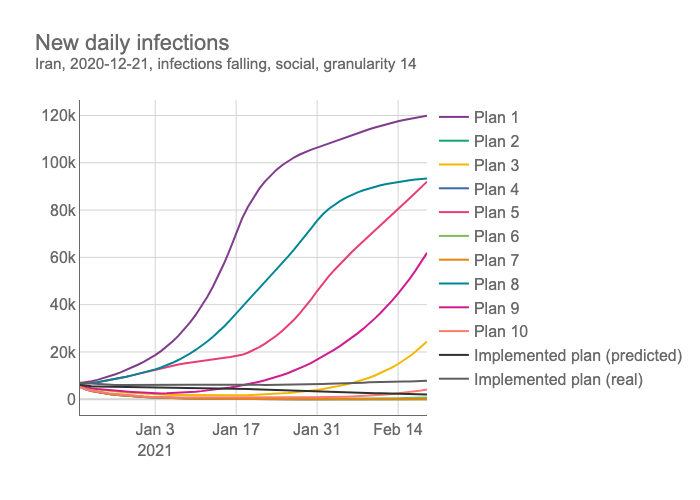 New daily infections
Iran, 2020-12-21, infections falling, social, granularity 14
120k
100k
80k
60k
40k
20k
0
Jan 3
2021
Jan 17
Jan 31
Feb 14
Plan 1
Plan 2
Plan 3
Plan 4
Plan 5
Plan 6
Plan 7
Plan 8
Plan 9
Plan 10
Implemented plan (predicted)
Implemented plan (real)